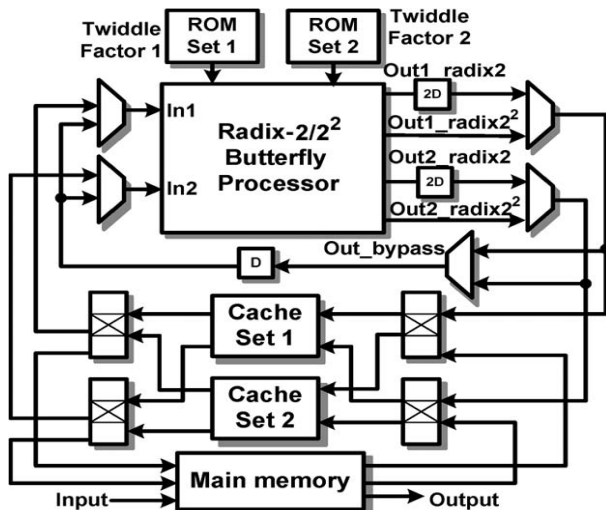 Twiddle
Factor 1
ROM
Set 1
ROM
Set 2
Twiddle
Factor 2
In1
In2
Radix-2/2²
Butterfly
Processor
Out1_radix2
2D
Out1_radix2²
Out2_radix2
2D
Out2_radix2²
Out_bypass
D
Cache
Set 1
Cache
Set 2
Main memory
Input
Output